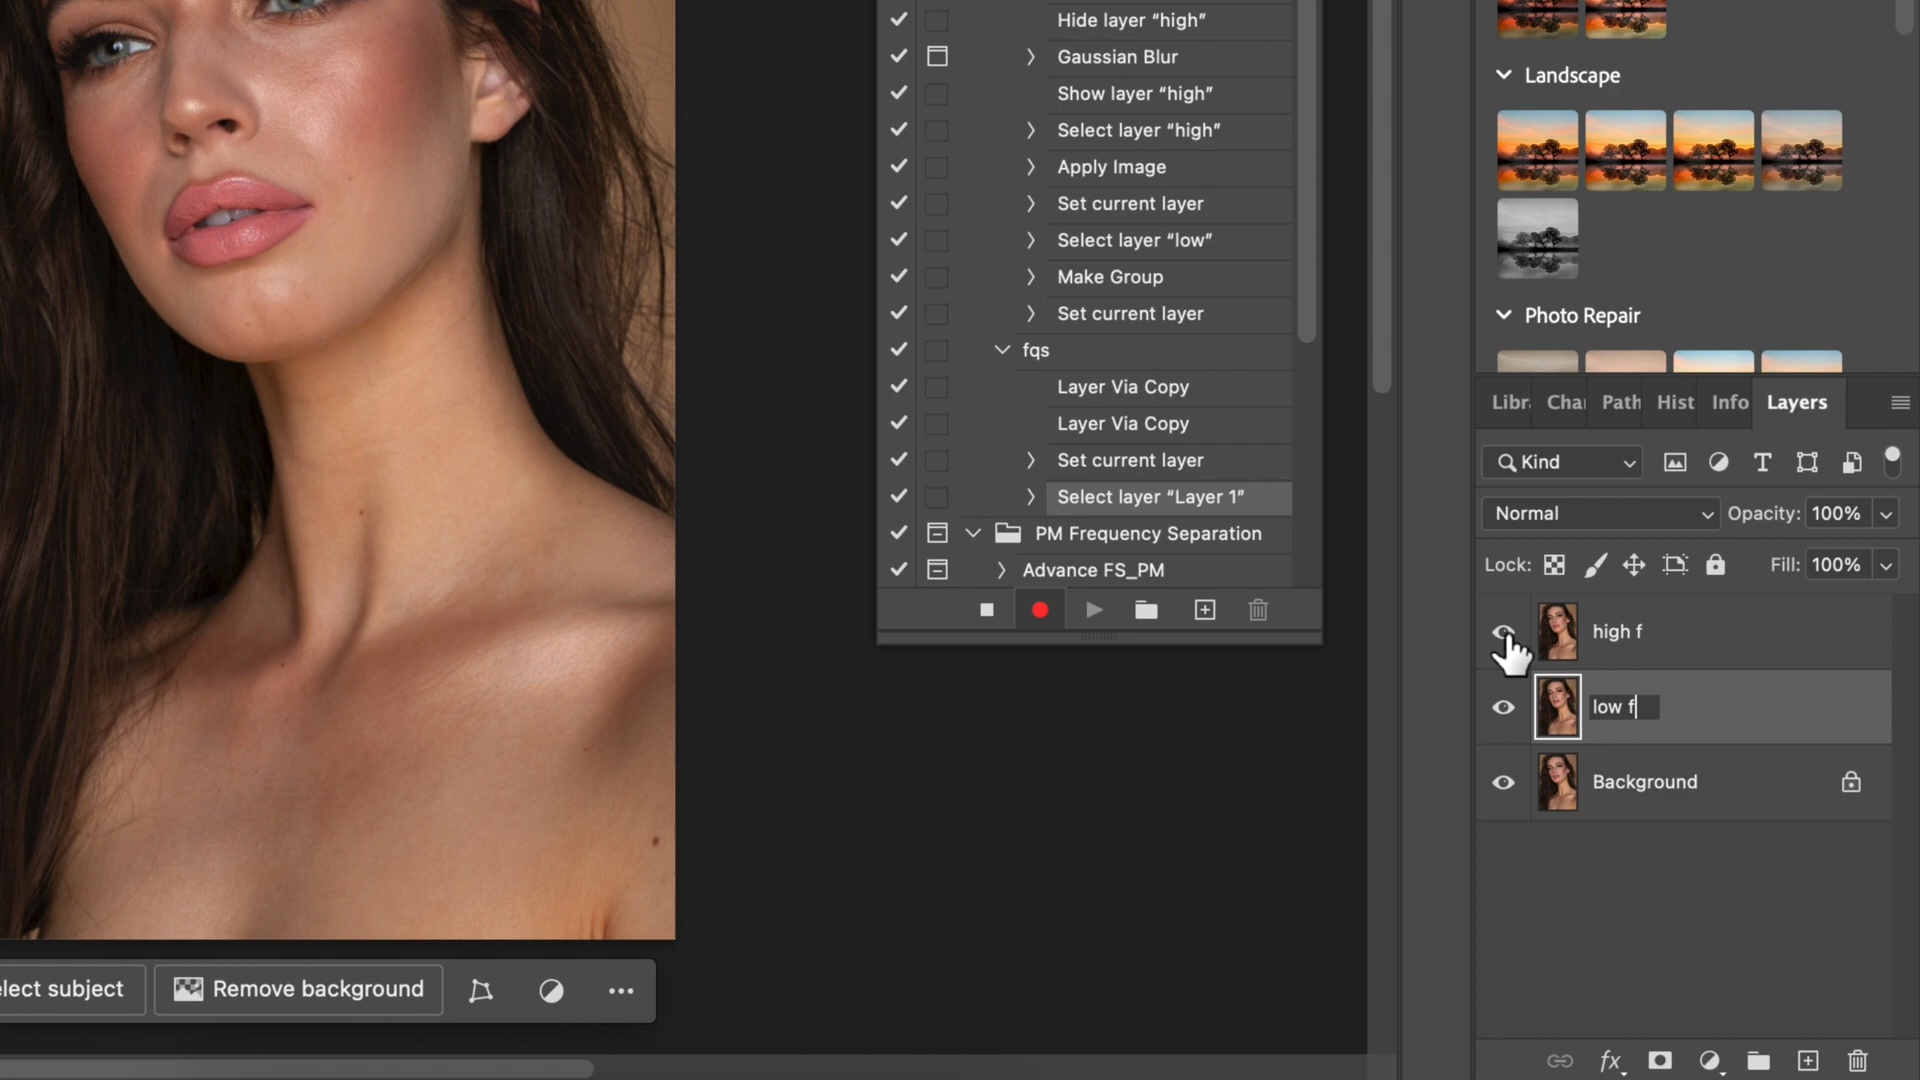 Hide layer “high”
Gaussian Blur
Show layer “high”
Select layer “high”
Apply Image
Set current layer
Select layer “low”
Make Group
Set current layer
fqs
Layer Via Copy
Layer Via Copy
Set current layer
Select layer “Layer 1”
PM Frequency Separation
Advance FS_PM
Landscape
Photo Repair
Libr Char Path Hist Info Layers
Kind
Normal Opacity: 100%
Lock: Fill: 100%
high f
low f
Background
elect subject Remove background
fx